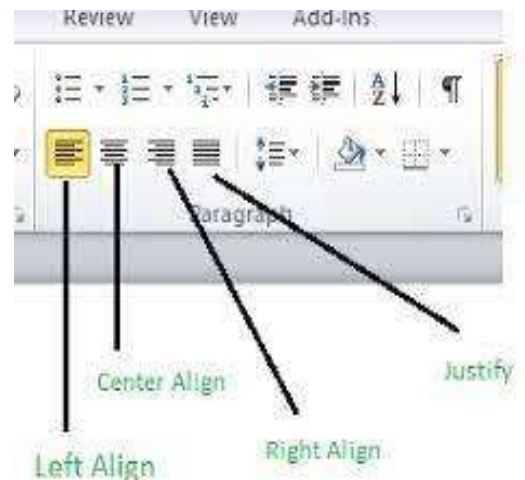 Review View Add-Ins
Paragraph
Center Align
Justify
Left Align
Right Align